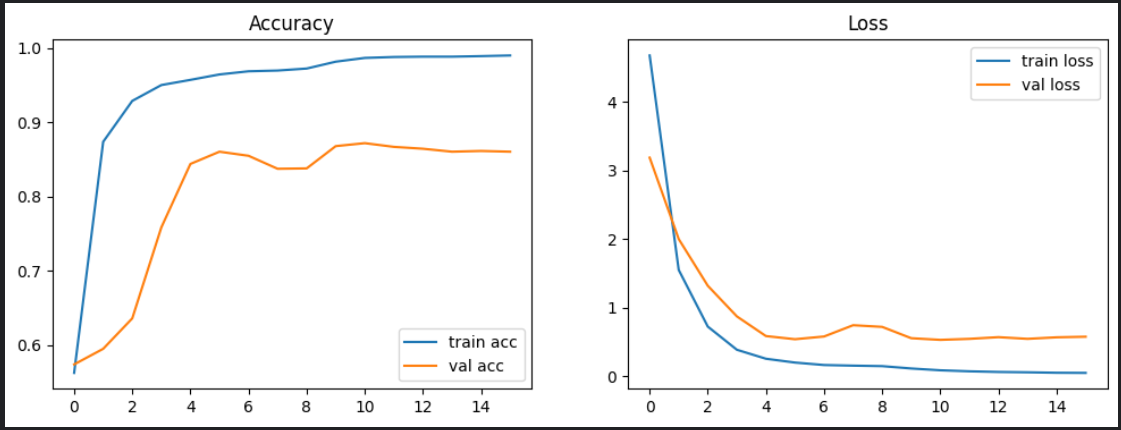 Accuracy
1.0
0.9
0.8
0.7
0.6
train acc
val acc
0 2 4 6 8 10 12 14
Loss
4
3
2
1
0
train loss
val loss
0 2 4 6 8 10 12 14